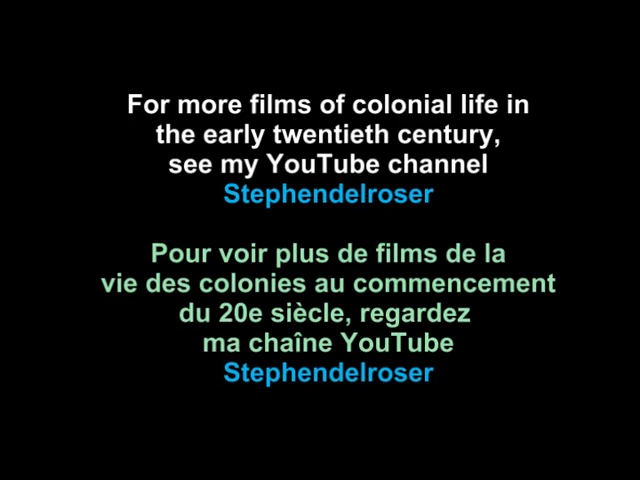 For more films of colonial life in
the early twentieth century,
see my YouTube channel
Stephendelroser
Pour voir plus de films de la
vie des colonies au commencement
du 20e siècle, regardez
ma chaîne YouTube
Stephendelroser